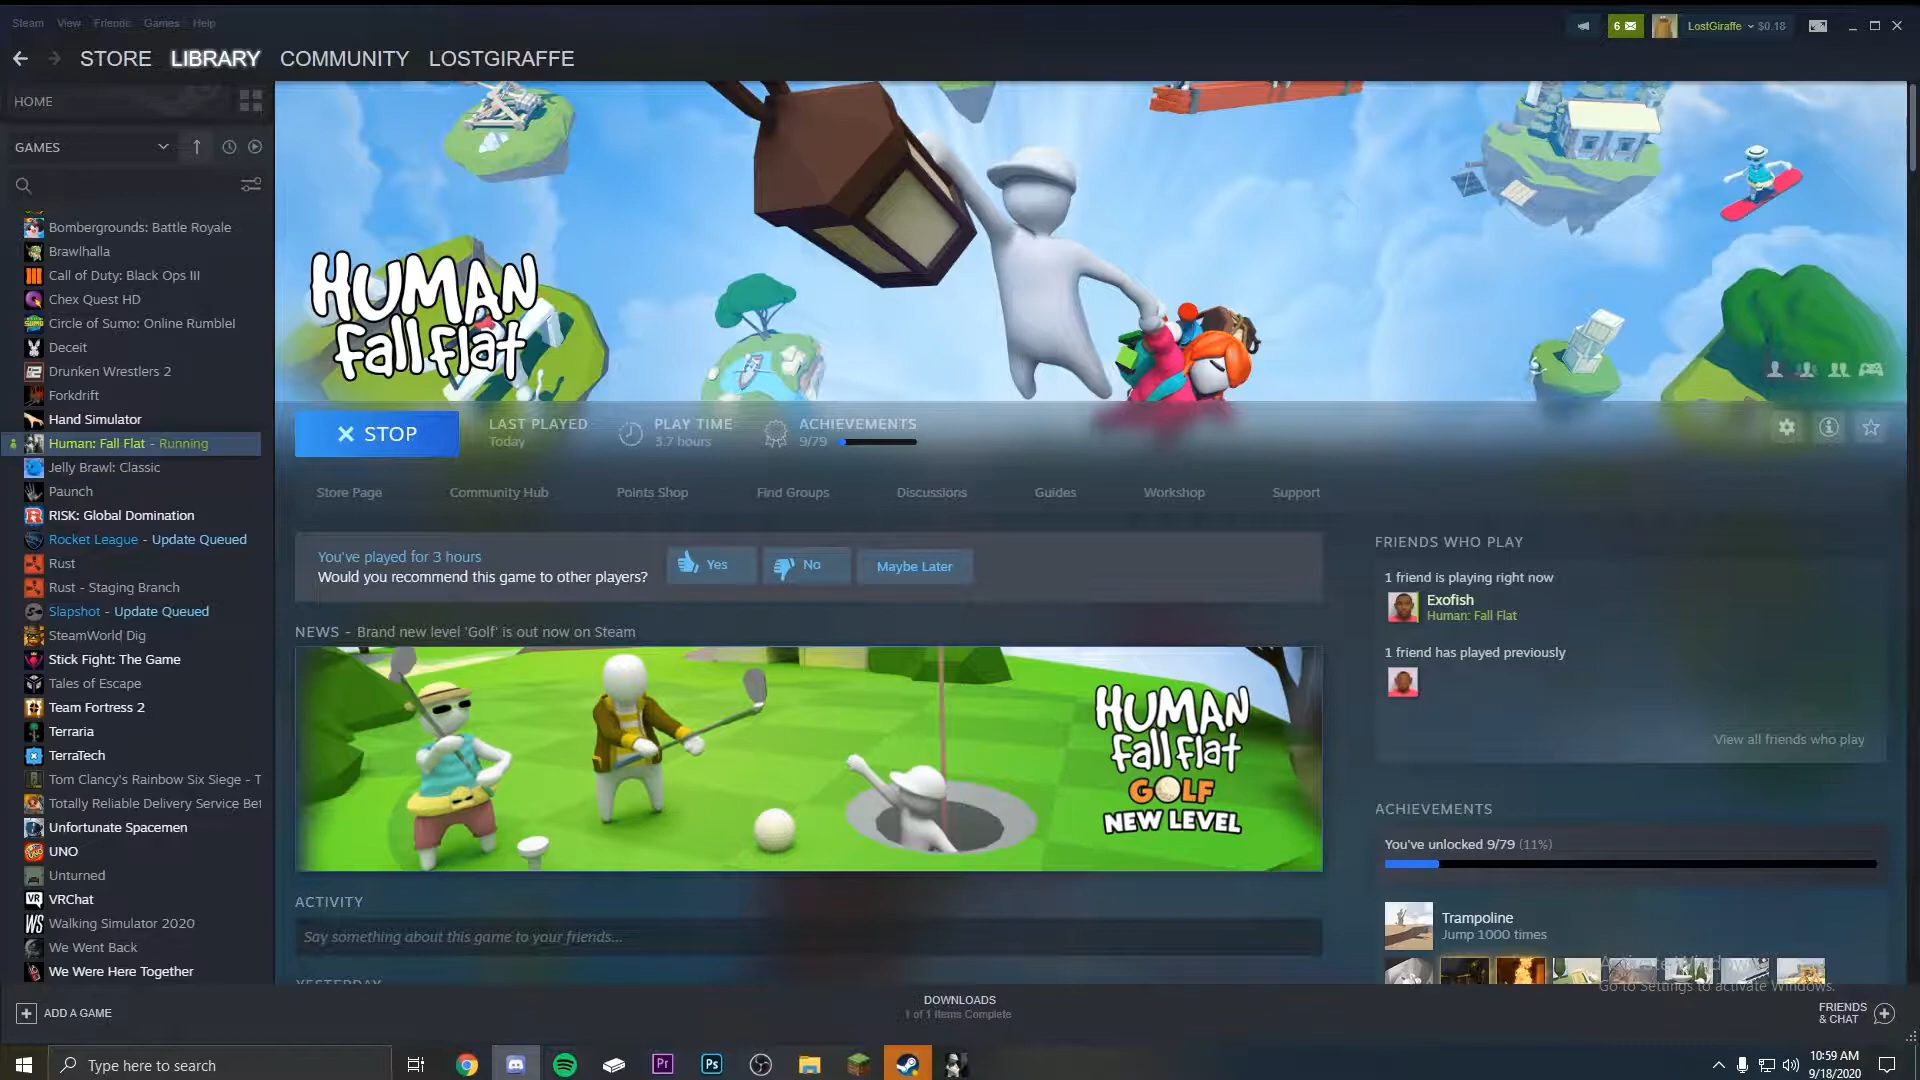 Steam View Friends Games Help
6
LostGiraffe $0.18
STORE LIBRARY COMMUNITY LOSTGIRAFFE
HOME
GAMES
Bombergrounds: Battle Royale
Brawlhalla
Call of Duty: Black Ops III
Chex Quest HD
Circle of Sumo: Online Rumble!
Deceit
Drunken Wrestlers 2
Forkdrift
Hand Simulator
Human: Fall Flat - Running
Jelly Brawl: Classic
Paunch
RISK: Global Domination
Rocket League - Update Queued
Rust
Rust - Staging Branch
Slapshot - Update Queued
SteamWorld Dig
Stick Fight: The Game
Tales of Escape
Team Fortress 2
Terraria
TerraTech
Tom Clancy's Rainbow Six Siege - T
Totally Reliable Delivery Service Bet
Unfortunate Spacemen
UNO
Unturned
VRChat
Walking Simulator 2020
We Went Back
We Were Here Together
ADD A GAME
HUMAN
fall flat
STOP
LAST PLAYED
Today
PLAY TIME
3.7 hours
ACHIEVEMENTS
9/79
Store Page Community Hub Points Shop Find Groups Discussions Guides Workshop Support
You've played for 3 hours
Would you recommend this game to other players?
Yes No Maybe Later
NEWS - Brand new level 'Golf' is out now on Steam
HUMAN
fall flat
GOLF
NEW LEVEL
ACTIVITY
Say something about this game to your friends...
YESTERDAY
FRIENDS WHO PLAY
1 friend is playing right now
Exofish
Human: Fall Flat
1 friend has played previously
View all friends who play
ACHIEVEMENTS
You've unlocked 9/79 (11%)
Trampoline
Jump 1000 times
Activate Windows
Go to Settings to activate Windows.
DOWNLOADS
1 of 1 Items Complete
FRIENDS
& CHAT
Type here to search
Pr
Ps
10:59 AM
9/18/2020